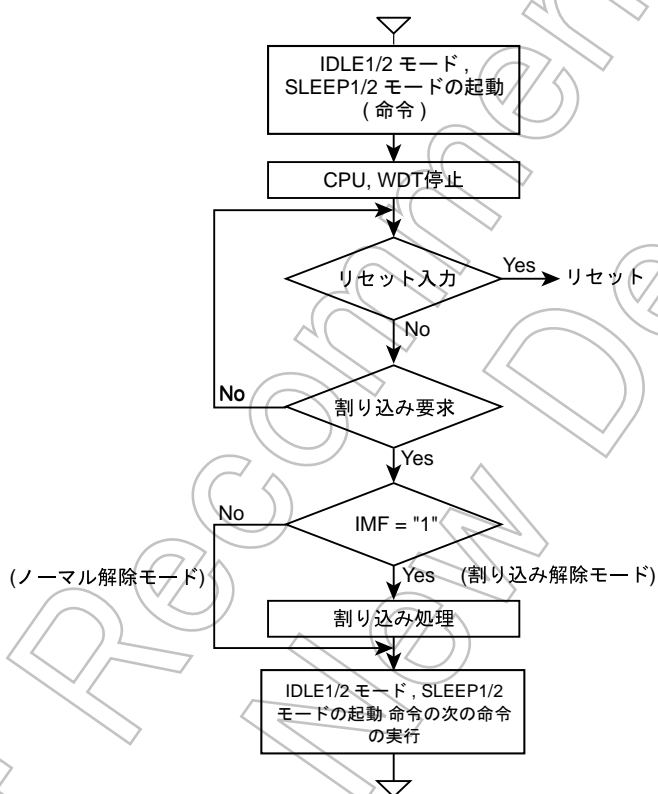 IDLE1/2 モード ,
SLEEP1/2 モードの起動
( 命令 )
CPU, WDT停止
リセット入力
Yes
リセット
No
割り込み要求
No
Yes
IMF = "1"
No
(ノーマル解除モード)
Yes
(割り込み解除モード)
割り込み処理
IDLE1/2 モード , SLEEP1/2
モードの起動 命令の次の命令
の実行
Recommen
New De